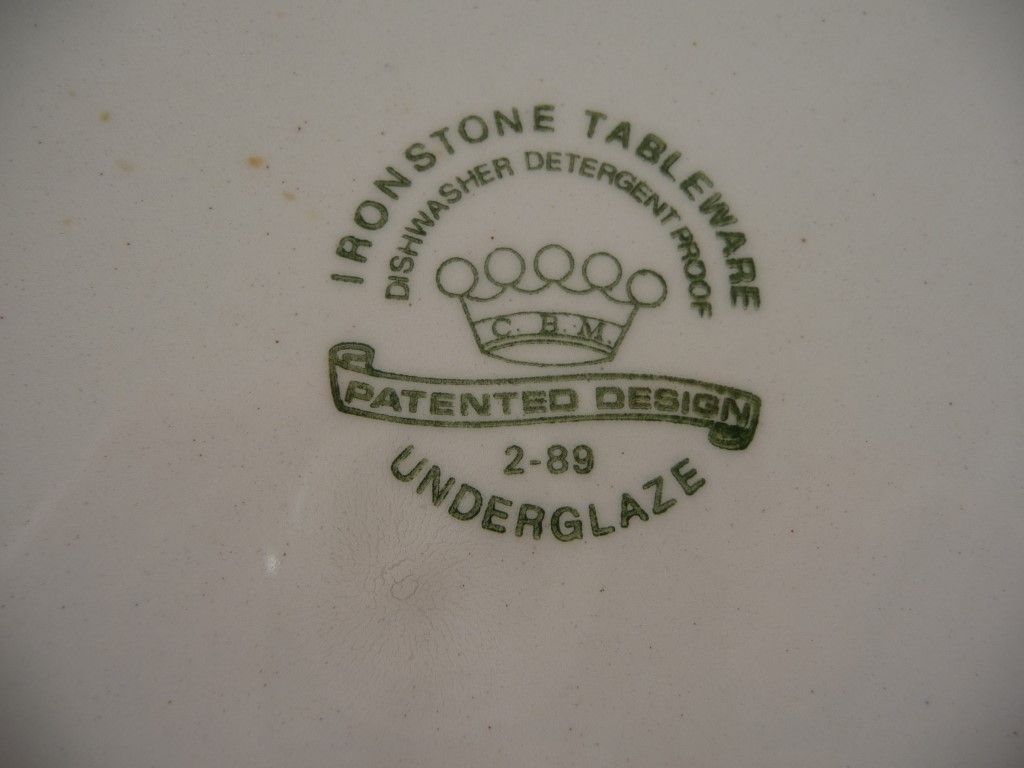 IRONSTONE TABLEWARE
DISHWASHER DETERGENT PROOF
C. B. M.
PATENTED DESIGN
2-89
UNDERGLAZE